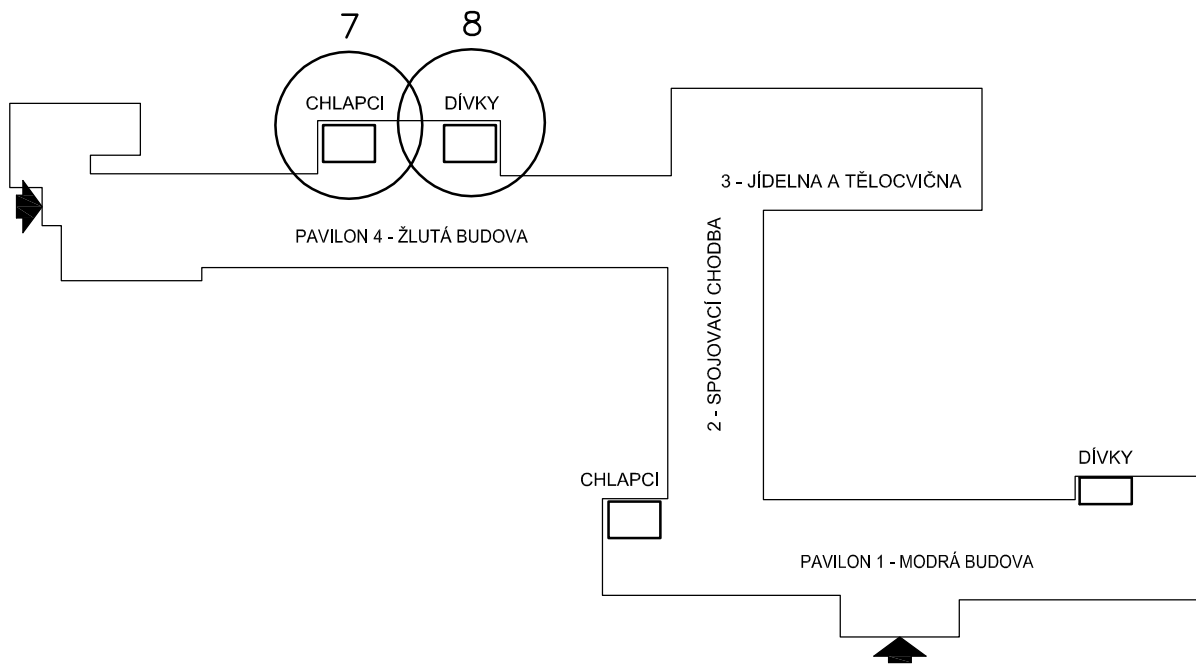 7
8
CHLAPCI
DÍVKY
3 - JÍDELNA A TĚLOCVIČNA
PAVILON 4 - ŽLUTÁ BUDOVA
2 - SPOJOVACÍ CHODBA
CHLAPCI
DÍVKY
PAVILON 1 - MODRÁ BUDOVA